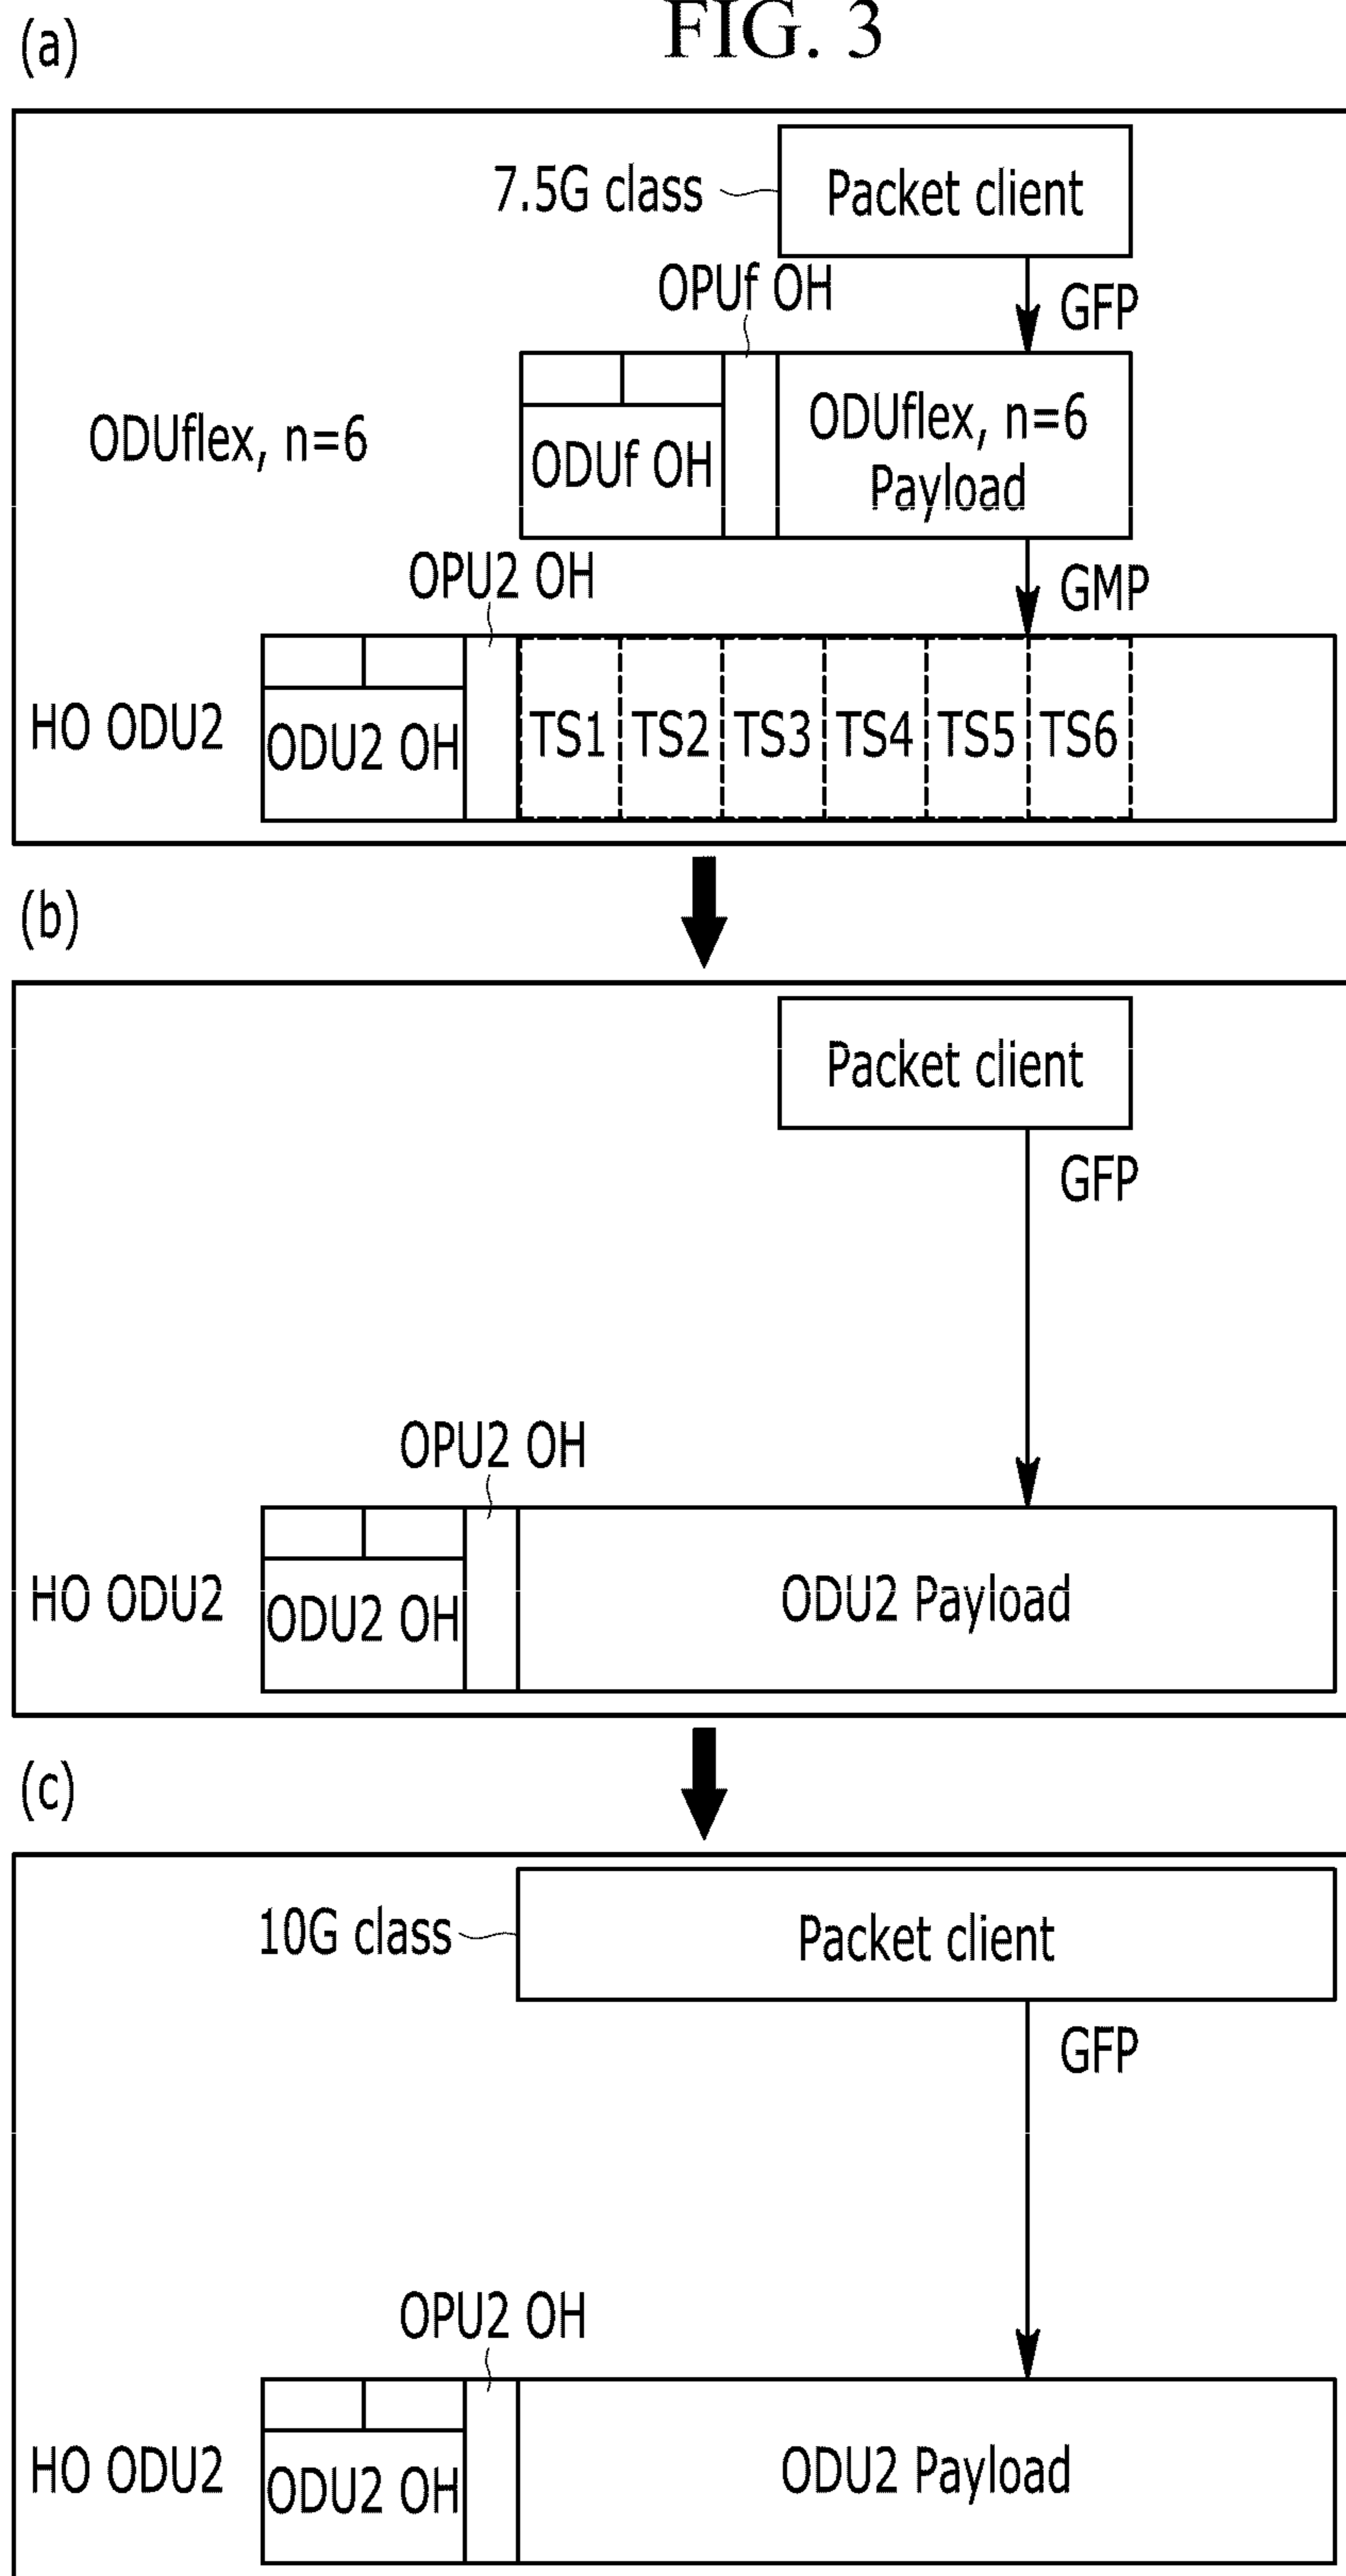 FIG. 3
(a)
7.5G class
Packet client
OPUf OH
GFP
ODUflex, n=6
ODUf OH
ODUflex, n=6
Payload
OPU2 OH
GMP
HO ODU2
ODU2 OH
TS1 TS2 TS3 TS4 TS5 TS6
(b)
Packet client
GFP
OPU2 OH
HO ODU2
ODU2 OH
ODU2 Payload
(c)
10G class
Packet client
GFP
OPU2 OH
HO ODU2
ODU2 OH
ODU2 Payload